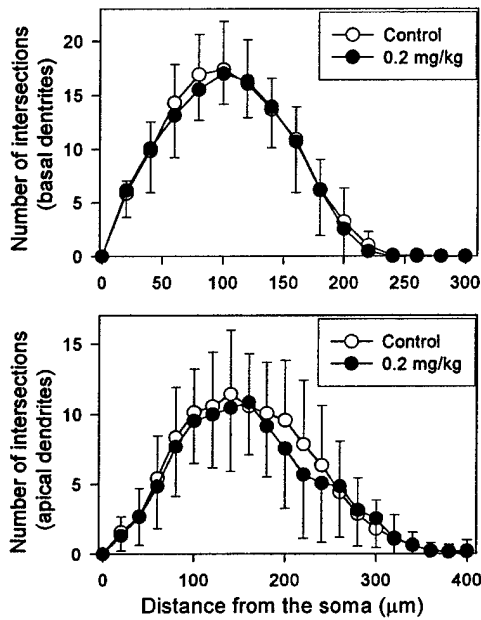 Number of intersections
(basal dentrites)
20
15
10
5
0
Control
0.2 mg/kg
0 50 100 150 200 250 300
Number of intersections
(apical dendrites)
15
10
5
0
Control
0.2 mg/kg
0 100 200 300 400
Distance from the soma (μm)